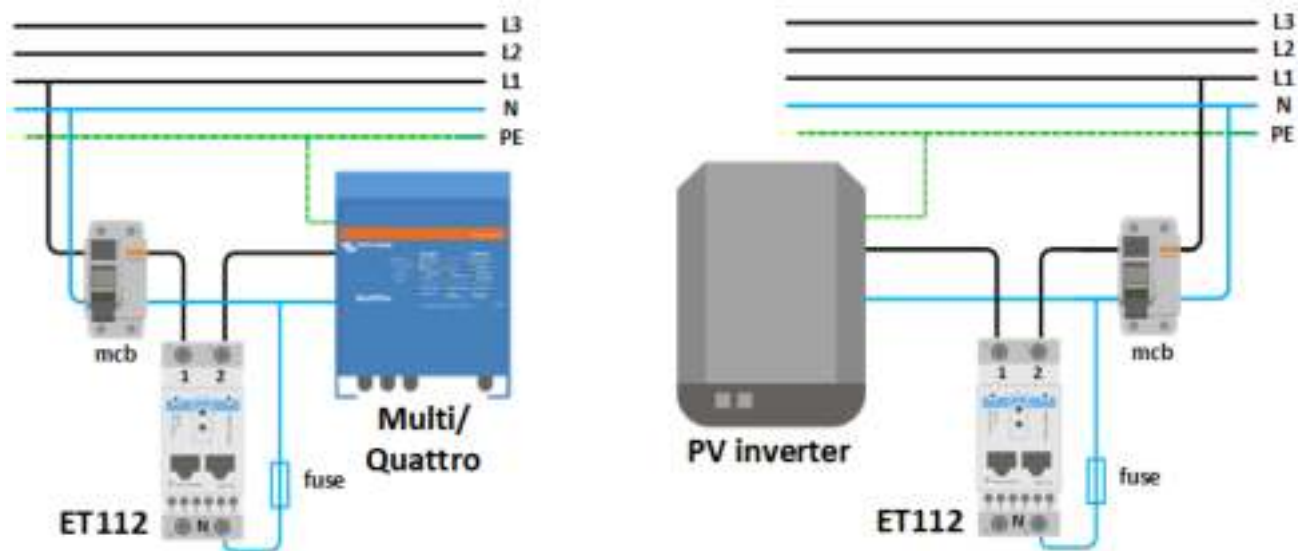 L3
L2
L1
N
PE
mcb
1 2
Multi/
Quattro
fuse
ET112
N
L3
L2
L1
N
PE
mcb
1 2
PV inverter
fuse
ET112
N